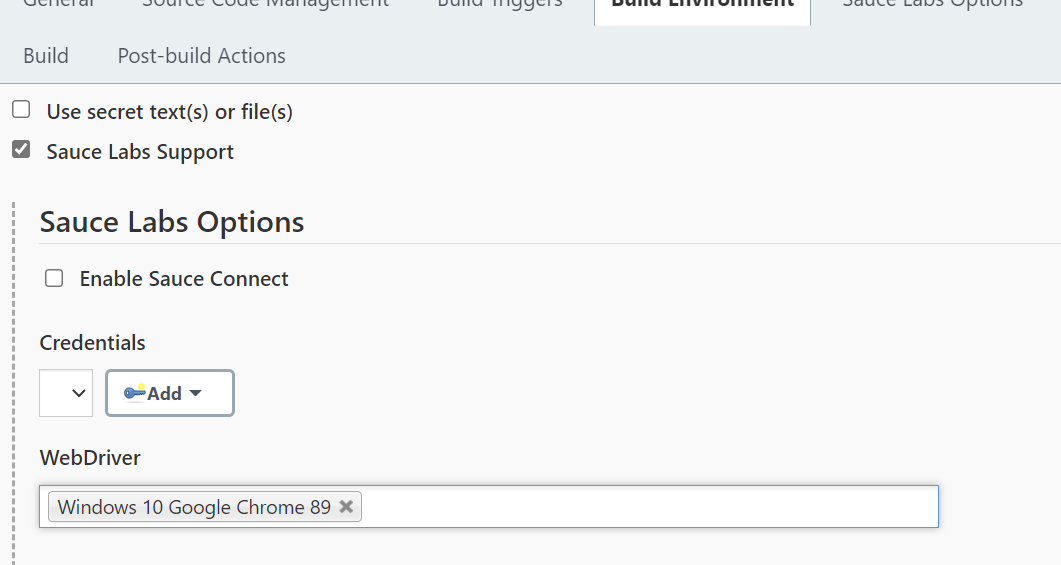 General Source Code Management Build Triggers Build Environment Sauce Labs Options
Build Post-build Actions
Use secret text(s) or file(s)
Sauce Labs Support
Sauce Labs Options
Enable Sauce Connect
Credentials
Add
WebDriver
Windows 10 Google Chrome 89